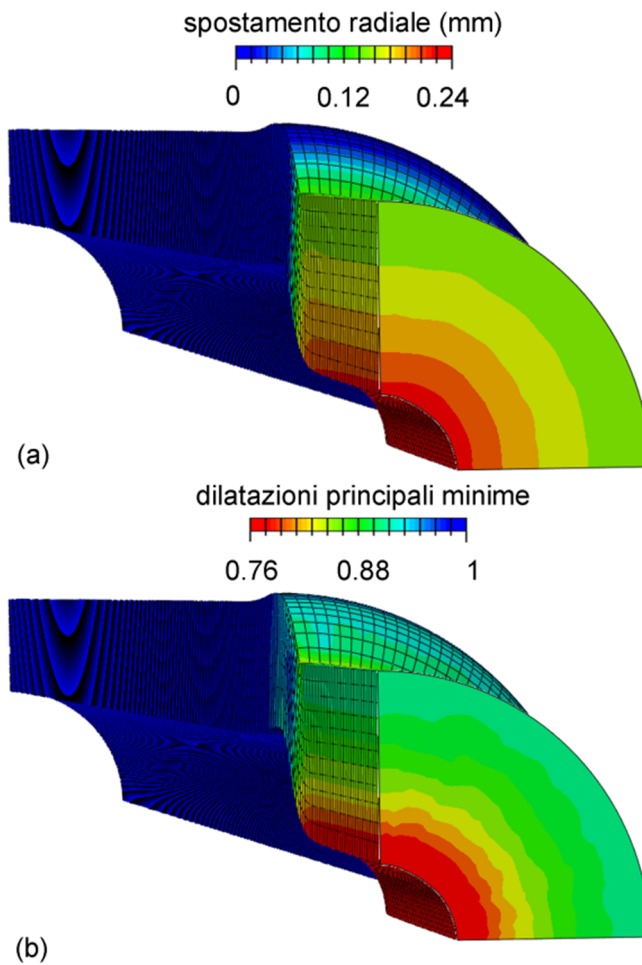 spostamento radiale (mm)
0 0.12 0.24
(a)
dilatazioni principali minime
0.76 0.88 1
(b)